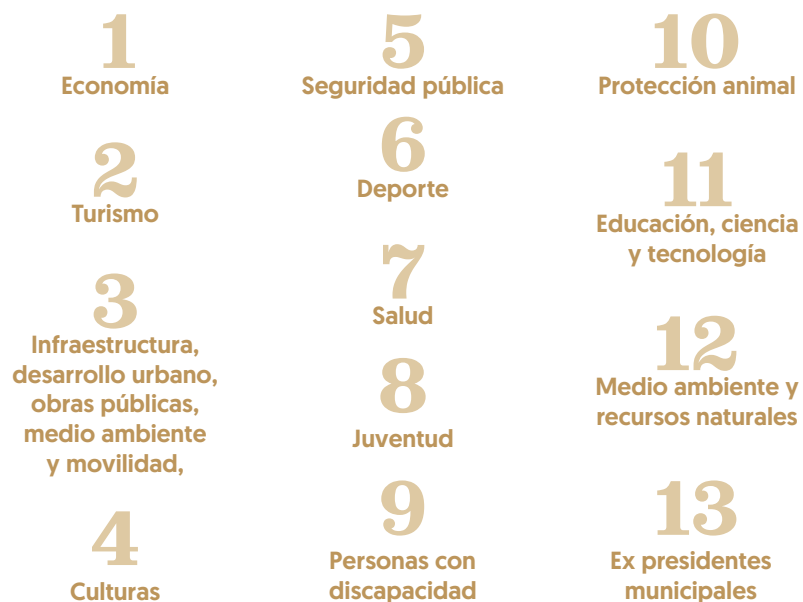 1
Economía
2
Turismo
3
Infraestructura,
desarrollo urbano,
obras públicas,
medio ambiente
y movilidad,
4
Culturas
5
Seguridad pública
6
Deporte
7
Salud
8
Juventud
9
Personas con
discapacidad
10
Protección animal
11
Educación, ciencia
y tecnología
12
Medio ambiente y
recursos naturales
13
Ex presidentes
municipales